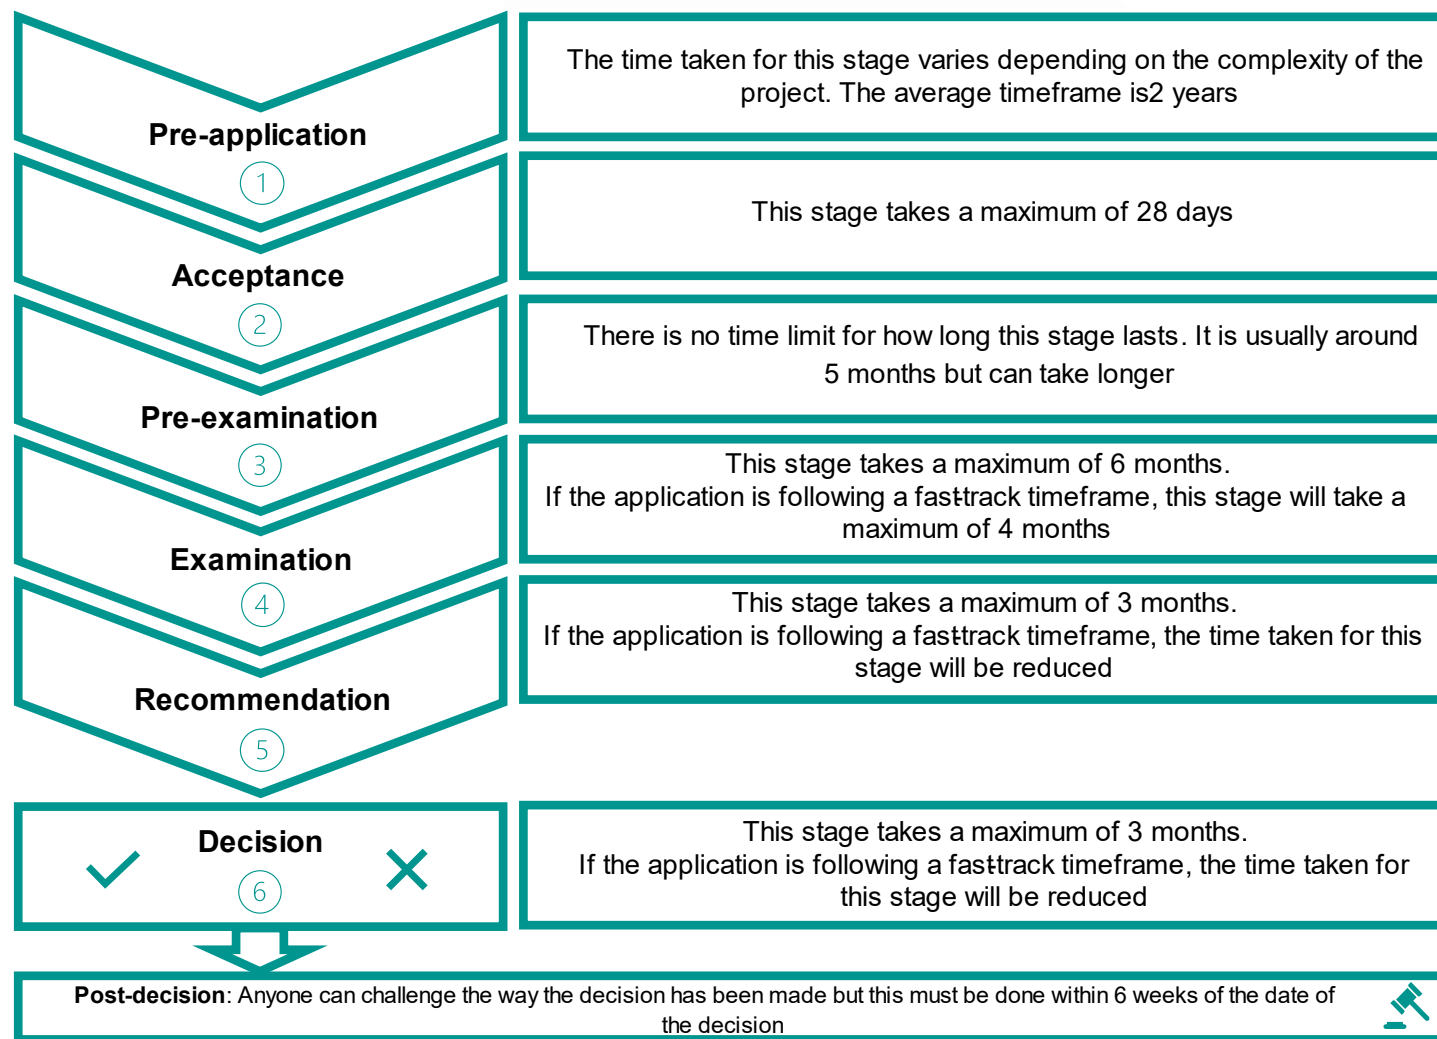 Pre-application
1
The time taken for this stage varies depending on the complexity of the
project. The average timeframe is2 years
Acceptance
2
This stage takes a maximum of 28 days
Pre-examination
3
There is no time limit for how long this stage lasts. It is usually around
5 months but can take longer
Examination
4
This stage takes a maximum of 6 months.
If the application is following a fast-track timeframe, this stage will take a
maximum of 4 months
Recommendation
5
This stage takes a maximum of 3 months.
If the application is following a fast-track timeframe, the time taken for this
stage will be reduced
Decision
6
This stage takes a maximum of 3 months.
If the application is following a fast-track timeframe, the time taken for
this stage will be reduced
Post-decision: Anyone can challenge the way the decision has been made but this must be done within 6 weeks of the date of
the decision